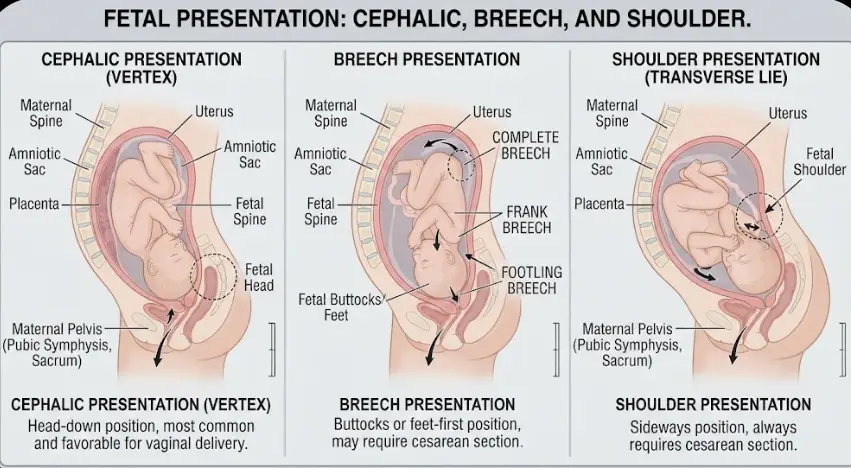 FETAL PRESENTATION: CEPHALIC, BREECH, AND SHOULDER.
CEPHALIC PRESENTATION
(VERTEX)
Maternal
Spine
Uterus
Amniotic
Sac
Amniotic
Sac
Placenta
Fetal
Spine
Fetal
Head
Maternal Pelvis
(Pubic Symphysis,
Sacrum)
CEPHALIC PRESENTATION (VERTEX)
Head-down position, most common
and favorable for vaginal delivery.
BREECH PRESENTATION
Maternal
Spine
Uterus
Amniotic
Sac
COMPLETE
BREECH
Fetal
Spine
FRANK
BREECH
FOOTLING
BREECH
Fetal Buttocks/
Feet
BREECH PRESENTATION
Buttocks or feet-first position,
may require cesarean section.
SHOULDER PRESENTATION
(TRANSVERSE LIE)
Maternal
Spine
Uterus
Amniotic
Sac
Fetal
Shoulder
Placenta
Maternal Pelvis
(Pubic Symphysis,
Sacrum)
SHOULDER PRESENTATION
Sideways position, always
requires cesarean section.